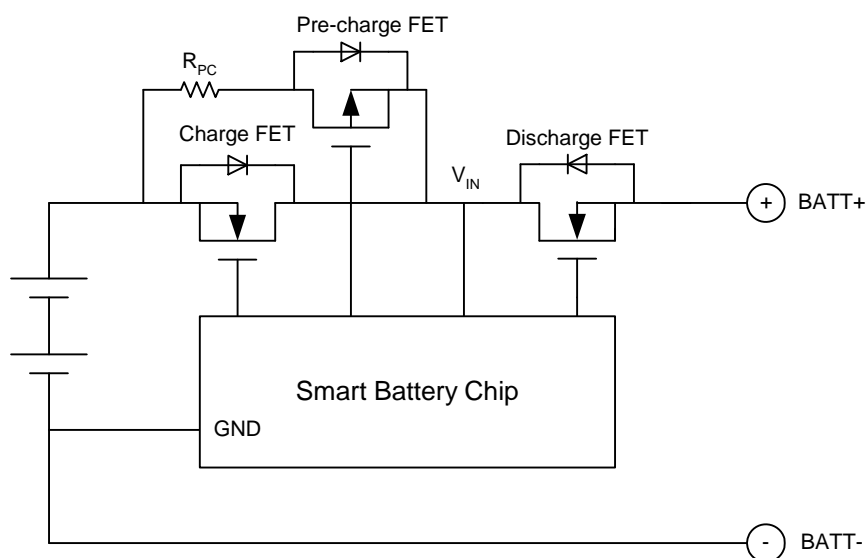 Pre-charge FET
R_PC
Charge FET
Discharge FET
V_IN
+
BATT+
Smart Battery Chip
GND
-
BATT-